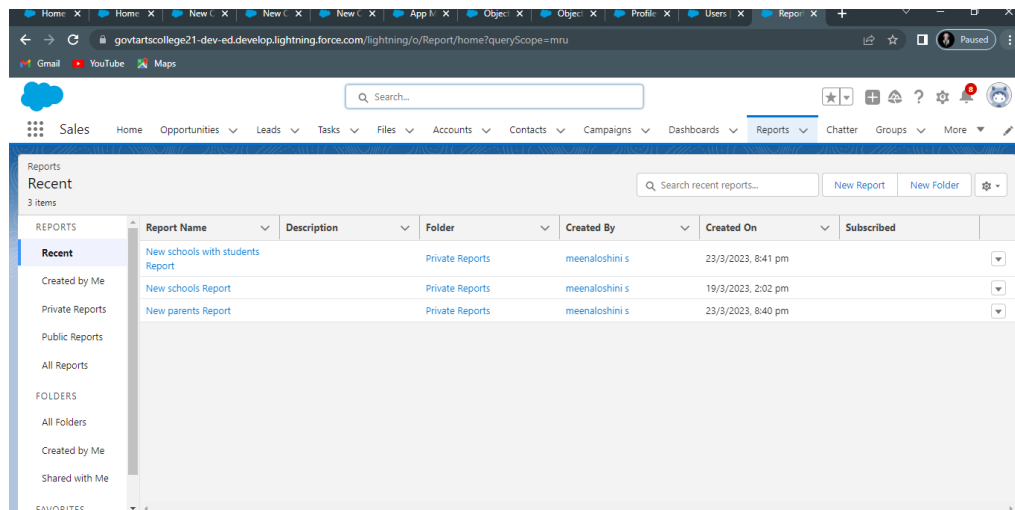 Home Home New C New C New C App M Object Object Profile Users Report
govtartscollege21-dev-ed.develop.lightning.force.com/lightning/o/Report/home?queryScope=mru Paused
Gmail YouTube Maps
Search...
8
Sales Home Opportunities Leads Tasks Files Accounts Contacts Campaigns Dashboards Reports Chatter Groups More
Reports
Recent
3 items
Search recent reports... New Report New Folder
REPORTS Report Name Description Folder Created By Created On Subscribed
Recent New schools with students
Report Private Reports meenaloshini s 23/3/2023, 8:41 pm
Created by Me New schools Report Private Reports meenaloshini s 19/3/2023, 2:02 pm
Private Reports New parents Report Private Reports meenaloshini s 23/3/2023, 8:40 pm
Public Reports
All Reports
FOLDERS
All Folders
Created by Me
Shared with Me
FAVORITES